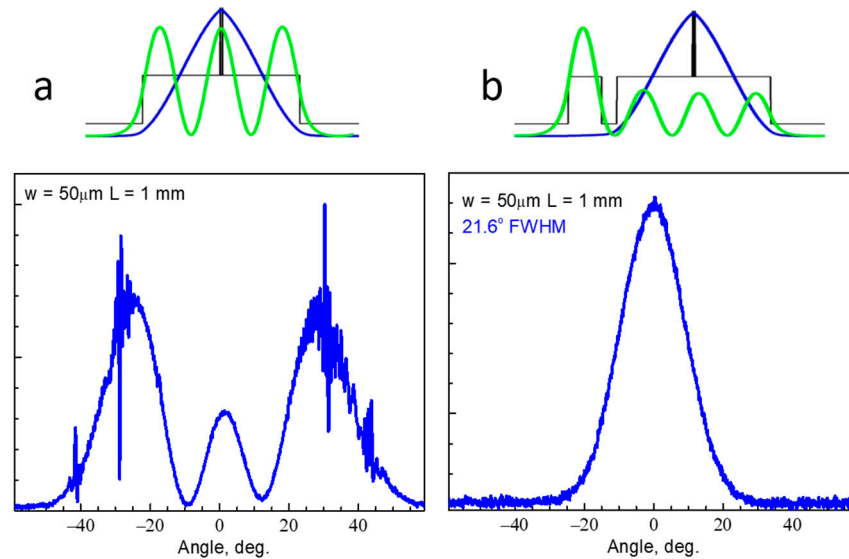 a
b
w = 50μm L = 1 mm
−40
−20
0
20
40
Angle, deg.
w = 50μm L = 1 mm
21.6° FWHM
−40
−20
0
20
40
Angle, deg.